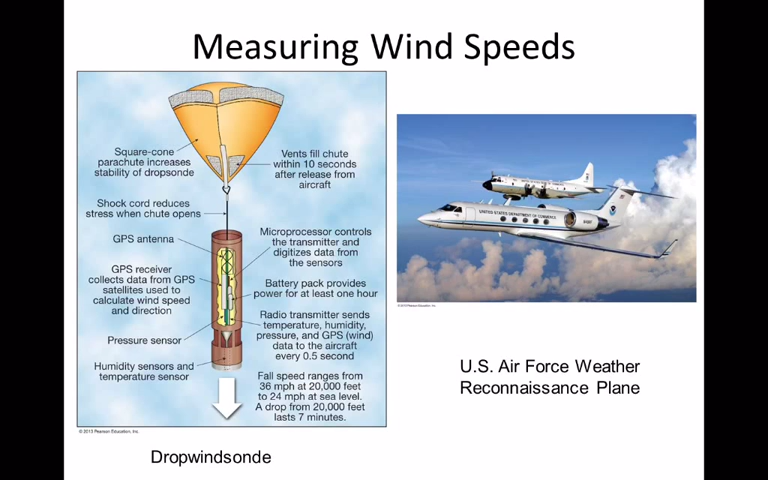 Measuring Wind Speeds
Square-cone
parachute increases
stability of dropsonde
Vents fill chute
within 10 seconds
after release from
aircraft
Shock cord reduces
stress when chute opens
GPS antenna
Microprocessor controls
the transmitter and
digitizes data from
the sensors
GPS receiver
collects data from GPS
satellites used to
calculate wind speed
and direction
Battery pack provides
power for at least one hour
Pressure sensor
Radio transmitter sends
temperature, humidity,
pressure, and GPS (wind)
data to the aircraft
every 0.5 second
Humidity sensors and
temperature sensor
Fall speed ranges from
36 mph at 20,000 feet
to 24 mph at sea level.
A drop from 20,000 feet
lasts 7 minutes.
© 2013 Pearson Education, Inc.
Dropwindsonde
UNITED STATES DEPARTMENT OF COMMERCE
© 2013 Pearson Education, Inc.
U.S. Air Force Weather
Reconnaissance Plane